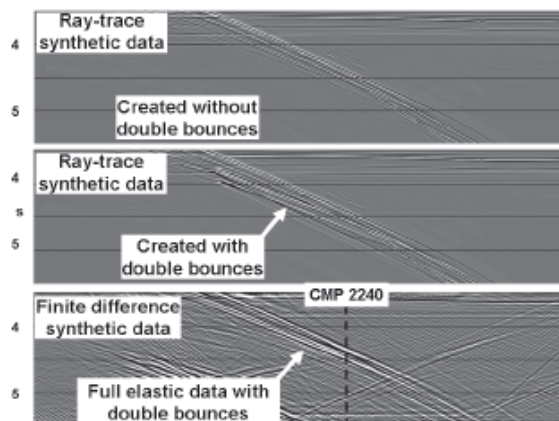 Ray-trace
synthetic data
4
Created without
double bounces
5
Ray-trace
synthetic data
4
s
Created with
double bounces
5
CMP 2240
Finite difference
synthetic data
4
Full elastic data with
double bounces
5